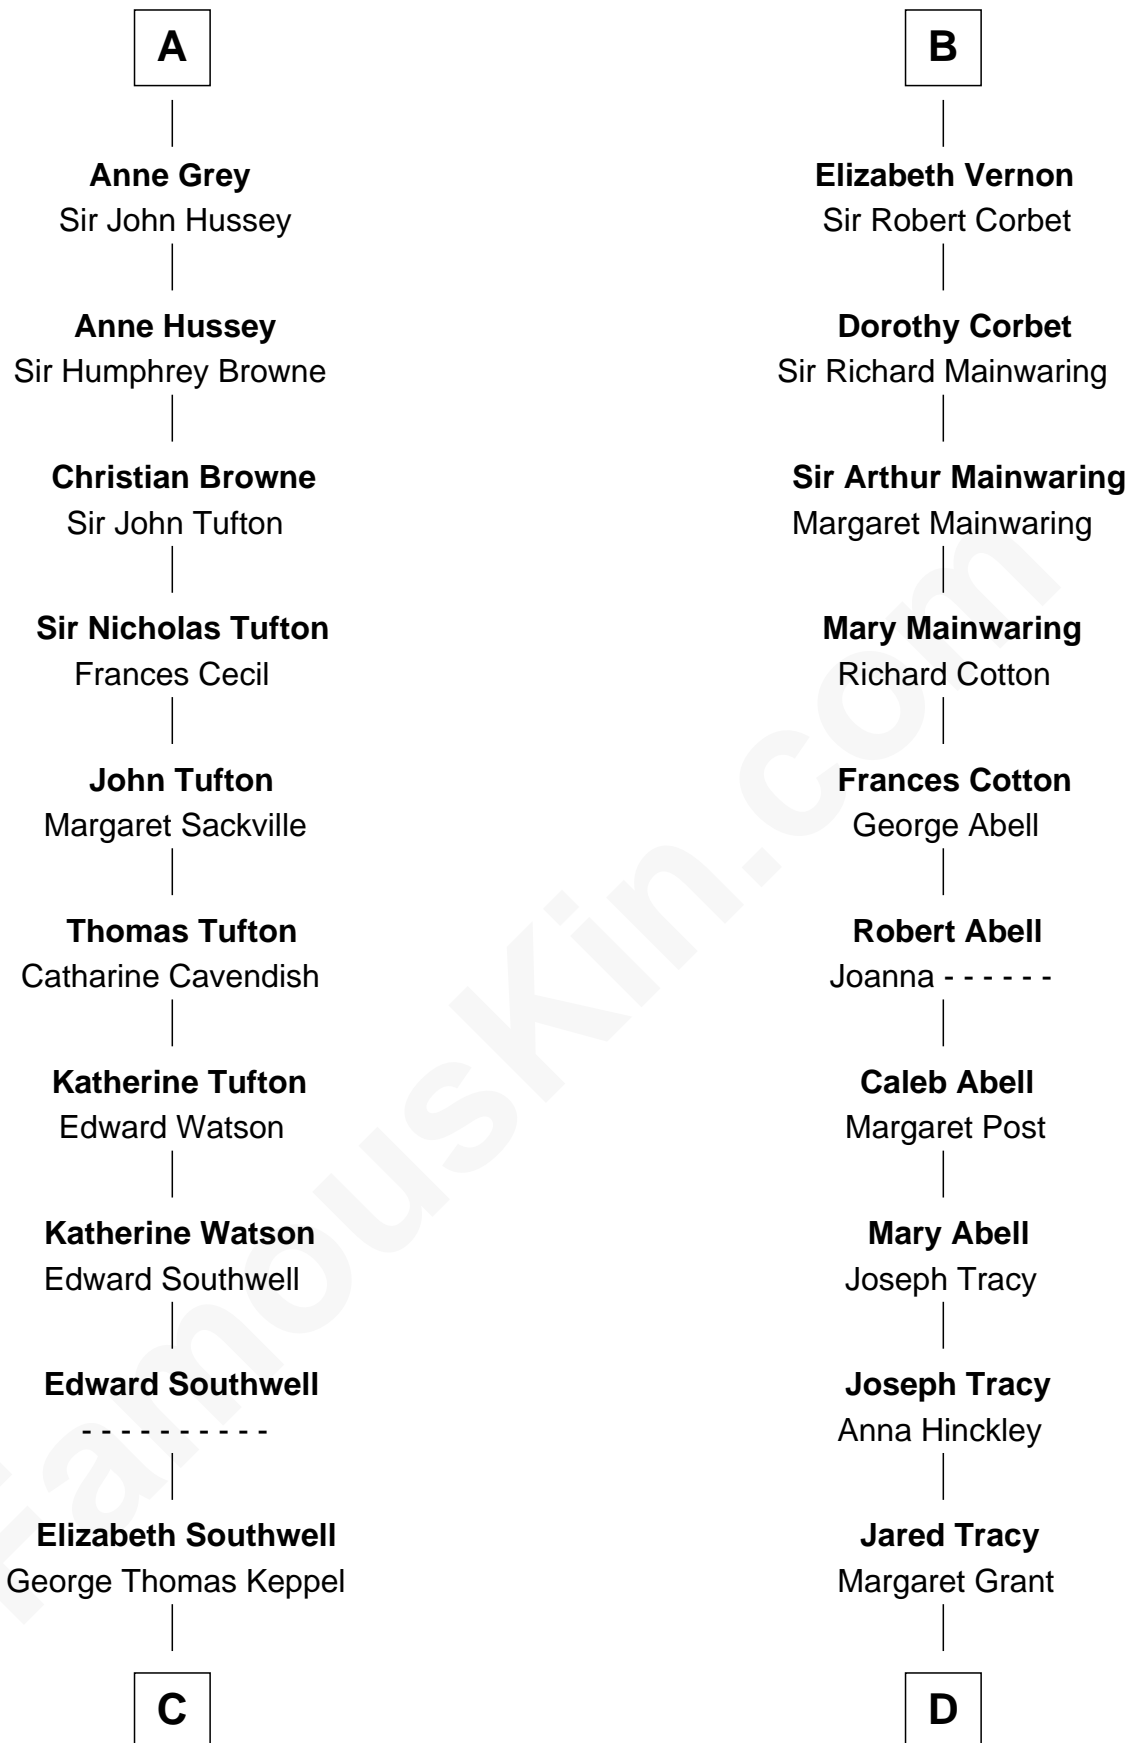 A
Anne Grey
Sir John Hussey
Anne Hussey
Sir Humphrey Browne
Christian Browne
Sir John Tufton
Sir Nicholas Tufton
Frances Cecil
John Tufton
Margaret Sackville
Thomas Tufton
Catharine Cavendish
Katherine Tufton
Edward Watson
Katherine Watson
Edward Southwell
Edward Southwell
- - - - - - - - - -
Elizabeth Southwell
George Thomas Keppel
C
B
Elizabeth Vernon
Sir Robert Corbet
Dorothy Corbet
Sir Richard Mainwaring
Sir Arthur Mainwaring
Margaret Mainwaring
Mary Mainwaring
Richard Cotton
Frances Cotton
George Abell
Robert Abell
Joanna - - - - - -
Caleb Abell
Margaret Post
Mary Abell
Joseph Tracy
Joseph Tracy
Anna Hinckley
Jared Tracy
Margaret Grant
D
FamousKin.com